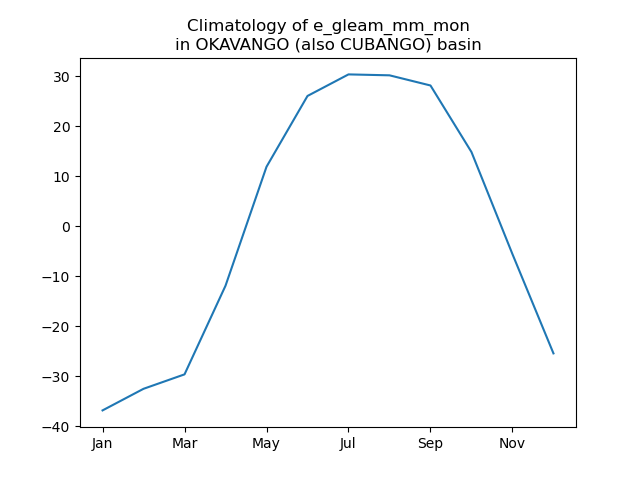 Climatology of e_gleam_mm_mon
in OKAVANGO (also CUBANGO) basin
30
20
10
0
−10
−20
−30
−40
Jan Mar May Jul Sep Nov